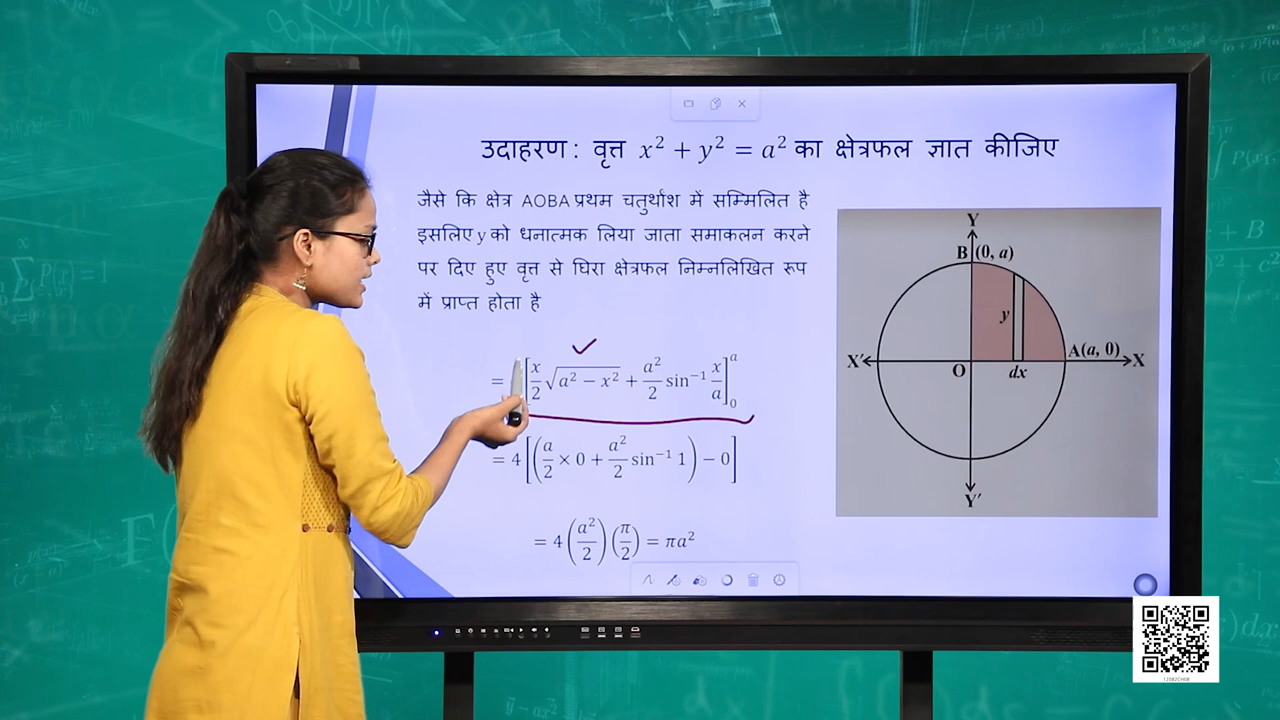 उदाहरण : वृत्त x² + y² = a² का क्षेत्रफल ज्ञात कीजिए
जैसे कि क्षेत्र AOBA प्रथम चतुर्थांश में सम्मिलित है
इसलिए y को धनात्मक लिया जाता समाकलन करने
पर दिए हुए वृत्त से घिरा क्षेत्रफल निम्नलिखित रूप
में प्राप्त होता है
= [x/2 √(a² − x²) + a²/2 sin⁻¹ x/a]₀ᵃ
= 4 [(a/2 × 0 + a²/2 sin⁻¹ 1) − 0]
= 4 (a²/2) (π/2) = πa²
Y
B (0, a)
y
X′ O dx A(a, 0) X
Y′
12082CH08